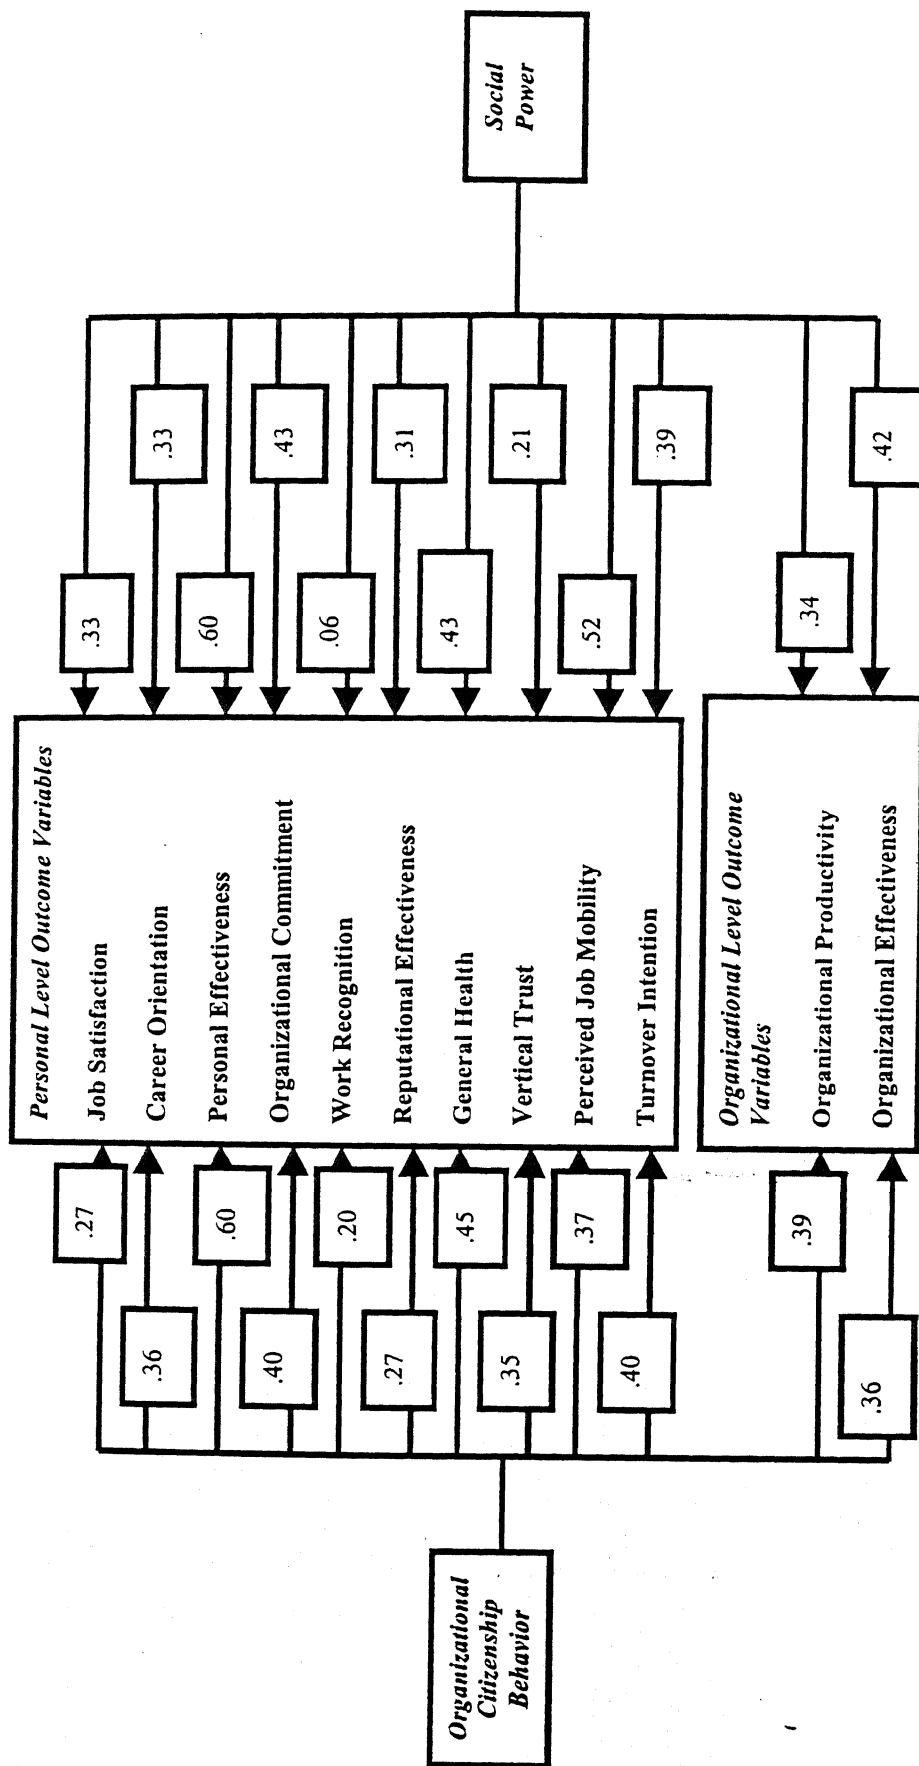 Organizational
Citizenship
Behavior
.27
.36
.60
.40
.20
.27
.45
.35
.37
.40
.39
.36
Personal Level Outcome Variables
Job Satisfaction
Career Orientation
Personal Effectiveness
Organizational Commitment
Work Recognition
Reputational Effectiveness
General Health
Vertical Trust
Perceived Job Mobility
Turnover Intention
Organizational Level Outcome
Variables
Organizational Productivity
Organizational Effectiveness
.33
.33
.60
.43
.06
.31
.43
.21
.52
.39
.34
.42
Social
Power